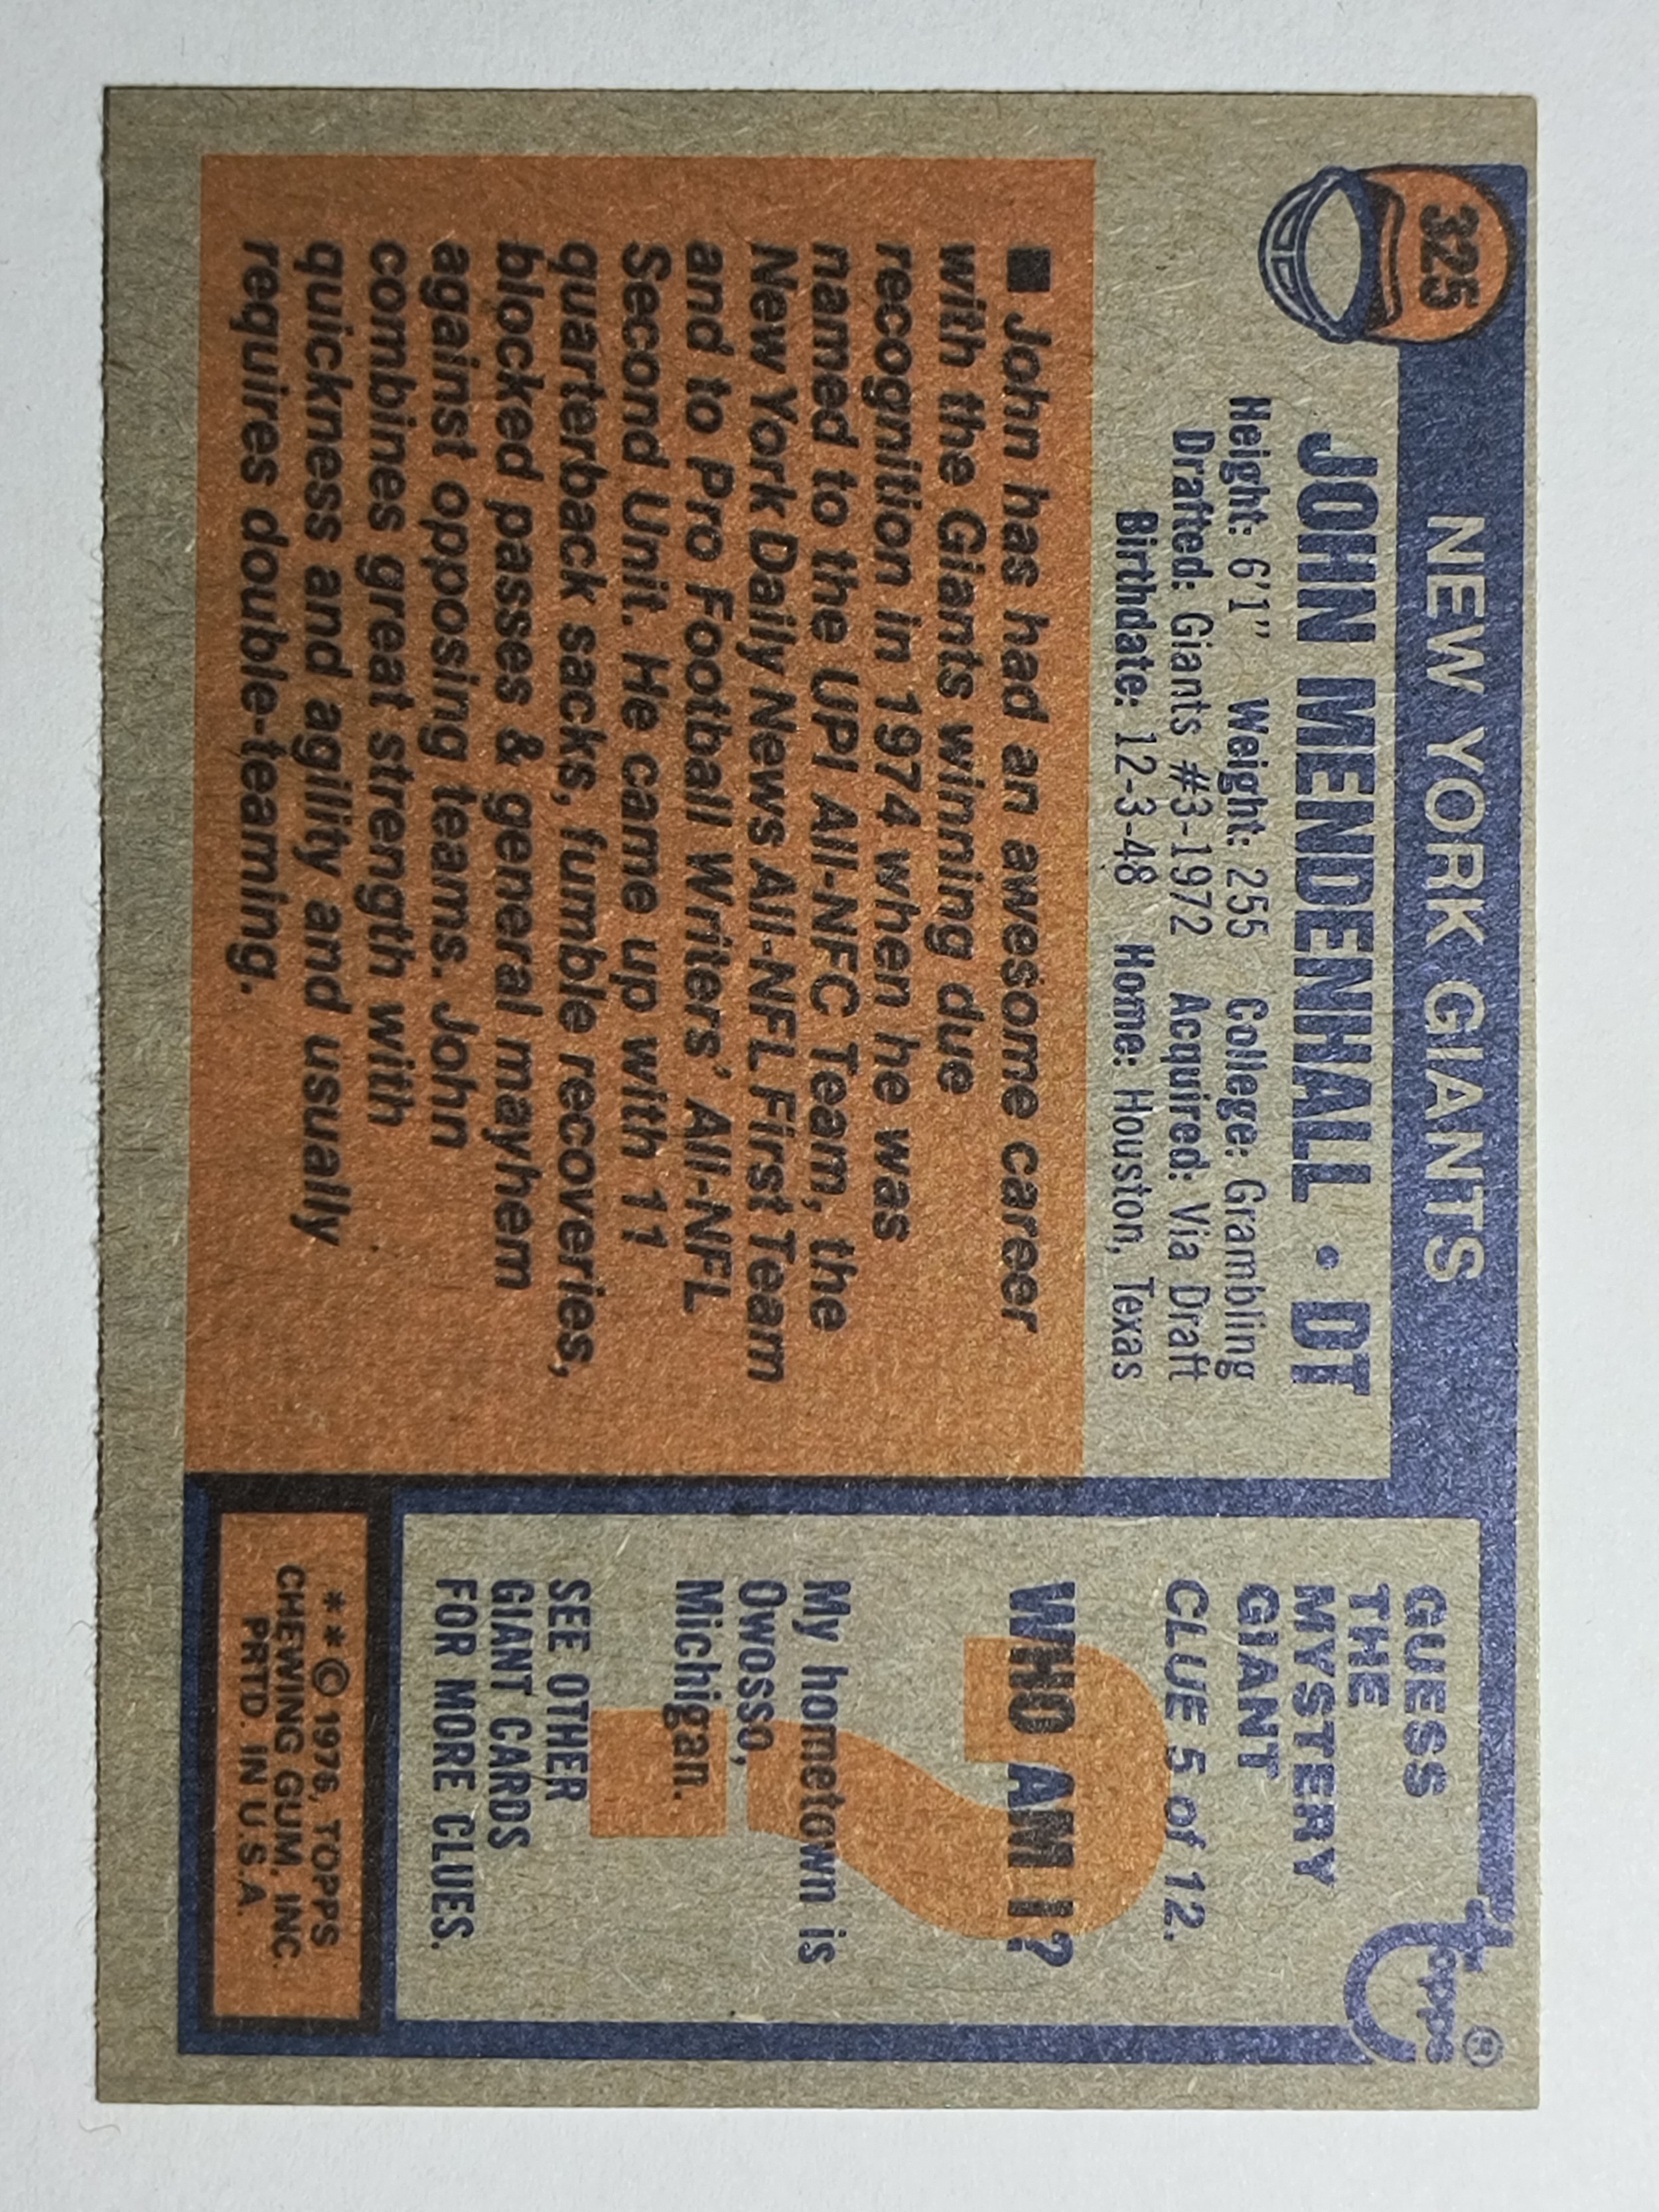 325
NEW YORK GIANTS
JOHN MENDENHALL • DT
Height: 6'1" Weight: 255 College: Grambling
Drafted: Giants #3-1972 Acquired: Via Draft
Birthdate: 12-3-48 Home: Houston, Texas
■ John has had an awesome career
with the Giants winning due
recognition in 1974 when he was
named to the UPI All-NFC Team, the
New York Daily News All-NFL First Team
and to Pro Football Writers' All-NFL
Second Unit. He came up with 11
quarterback sacks, fumble recoveries,
blocked passes & general mayhem
against opposing teams. John
combines great strength with
quickness and agility and usually
requires double-teaming.
topps®
GUESS
THE
MYSTERY
GIANT
CLUE 5 of 12.
WHO AM I?
My hometown is
Owosso,
Michigan.
SEE OTHER
GIANT CARDS
FOR MORE CLUES.
**© 1976, TOPPS
CHEWING GUM, INC.
PRTD. IN U.S.A.